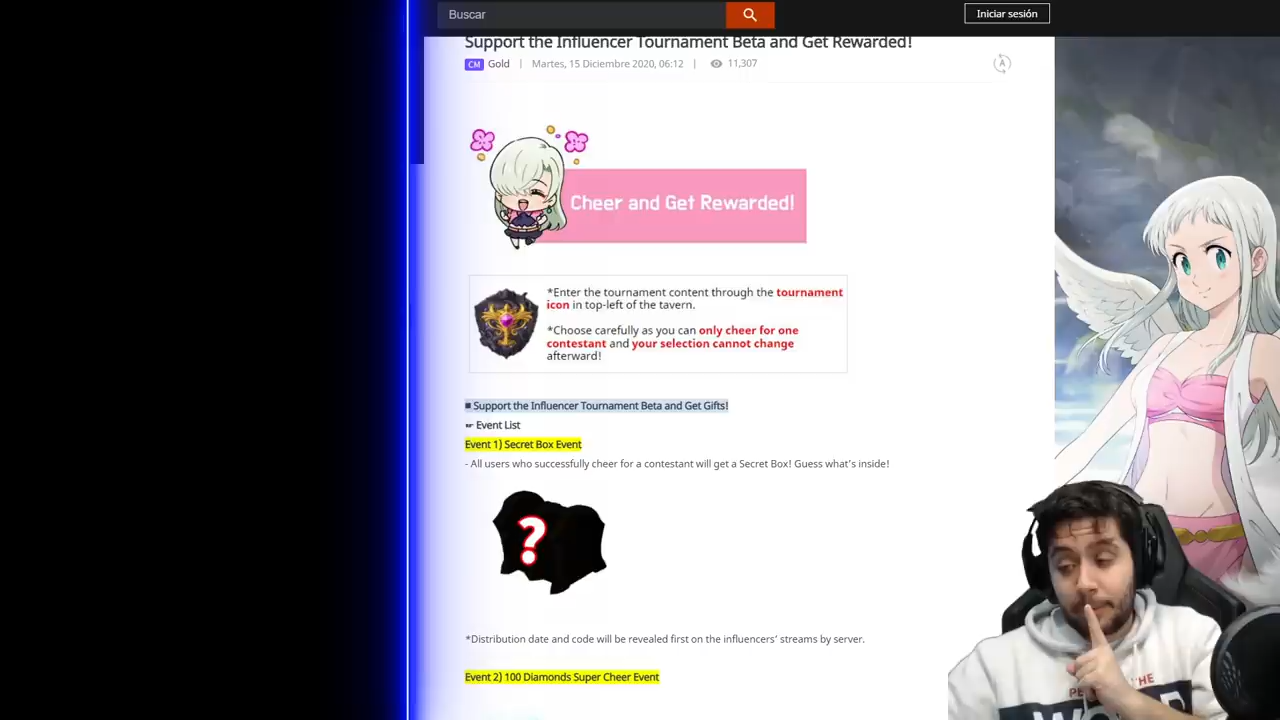 Buscar
Iniciar sesión
Support the Influencer Tournament Beta and Get Rewarded!
CM Gold | Martes, 15 Diciembre 2020, 06:12 | 11,307
A
Cheer and Get Rewarded!
*Enter the tournament content through the tournament
icon in top-left of the tavern.
*Choose carefully as you can only cheer for one
contestant and your selection cannot change
afterward!
■ Support the Influencer Tournament Beta and Get Gifts!
☛ Event List
Event 1) Secret Box Event
- All users who successfully cheer for a contestant will get a Secret Box! Guess what's inside!
?
*Distribution date and code will be revealed first on the influencers' streams by server.
Event 2) 100 Diamonds Super Cheer Event